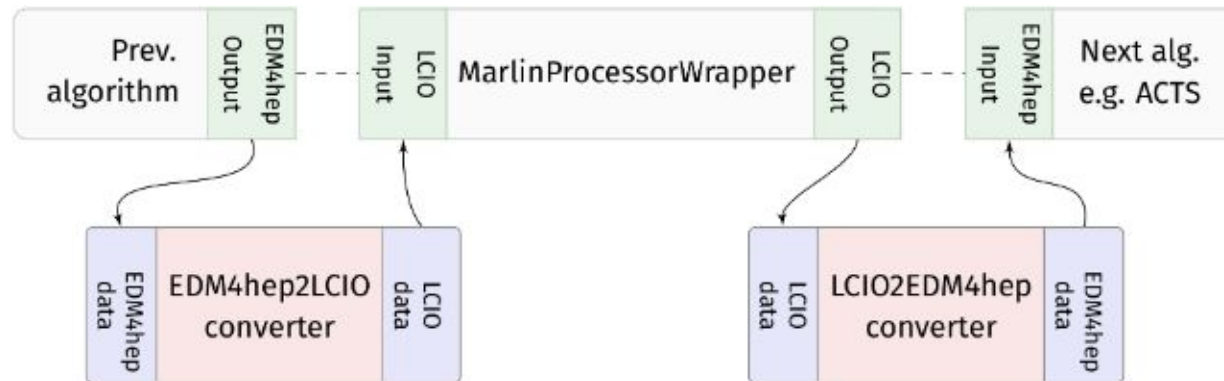 Prev.
algorithm
EDM4hep
Output
LCIO
Input
MarlinProcessorWrapper
LCIO
Output
EDM4hep
Input
Next alg.
e.g. ACTS
EDM4hep
data
EDM4hep2LCIO
converter
LCIO
data
LCIO
data
LCIO2EDM4hep
converter
EDM4hep
data